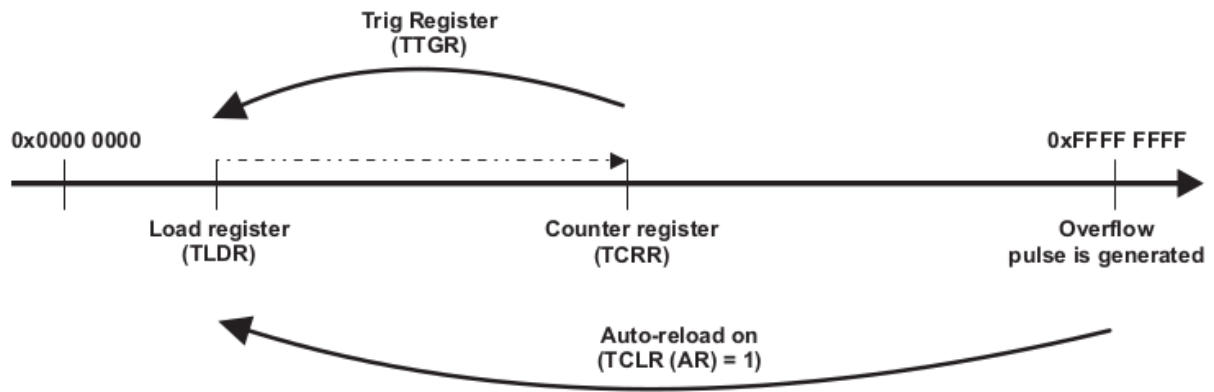 Trig Register
(TTGR)
0x0000 0000
0xFFFF FFFF
Load register
(TLDR)
Counter register
(TCRR)
Overflow
pulse is generated
Auto-reload on
(TCLR (AR) = 1)